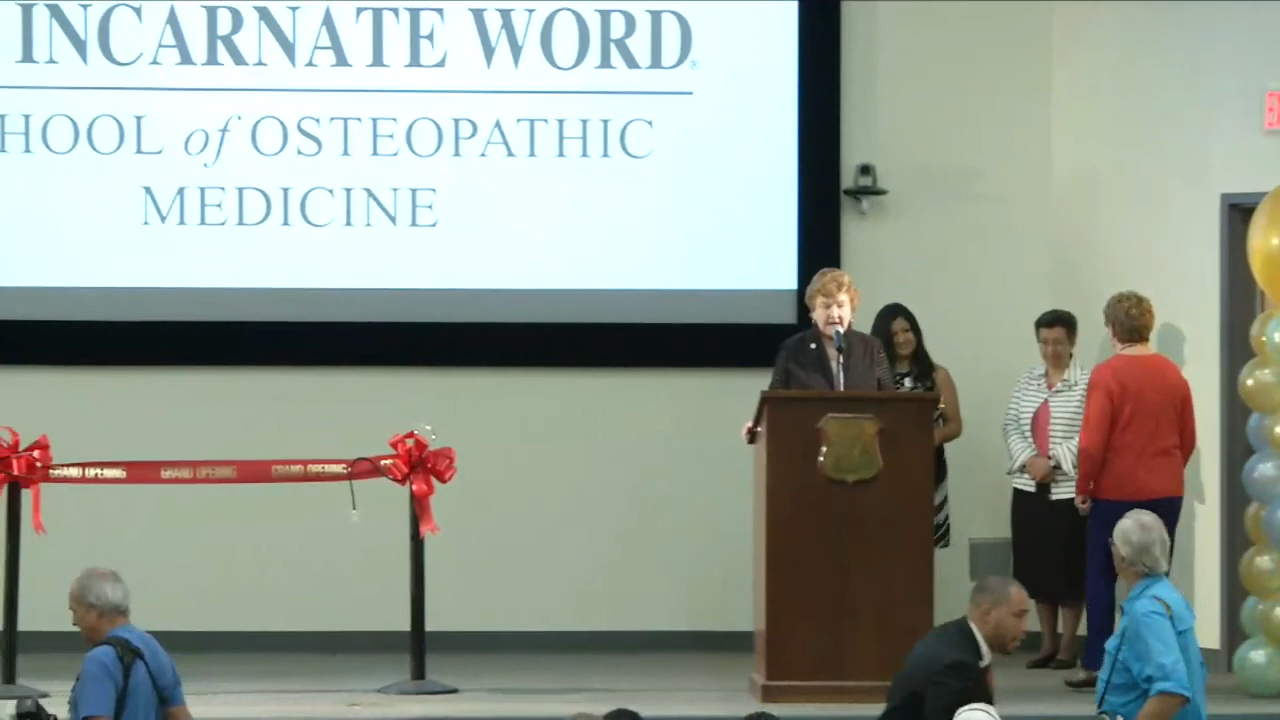 INCARNATE WORD®
HOOL of OSTEOPATHIC
MEDICINE
GRAND OPENING GRAND OPENING GRAND OPENING